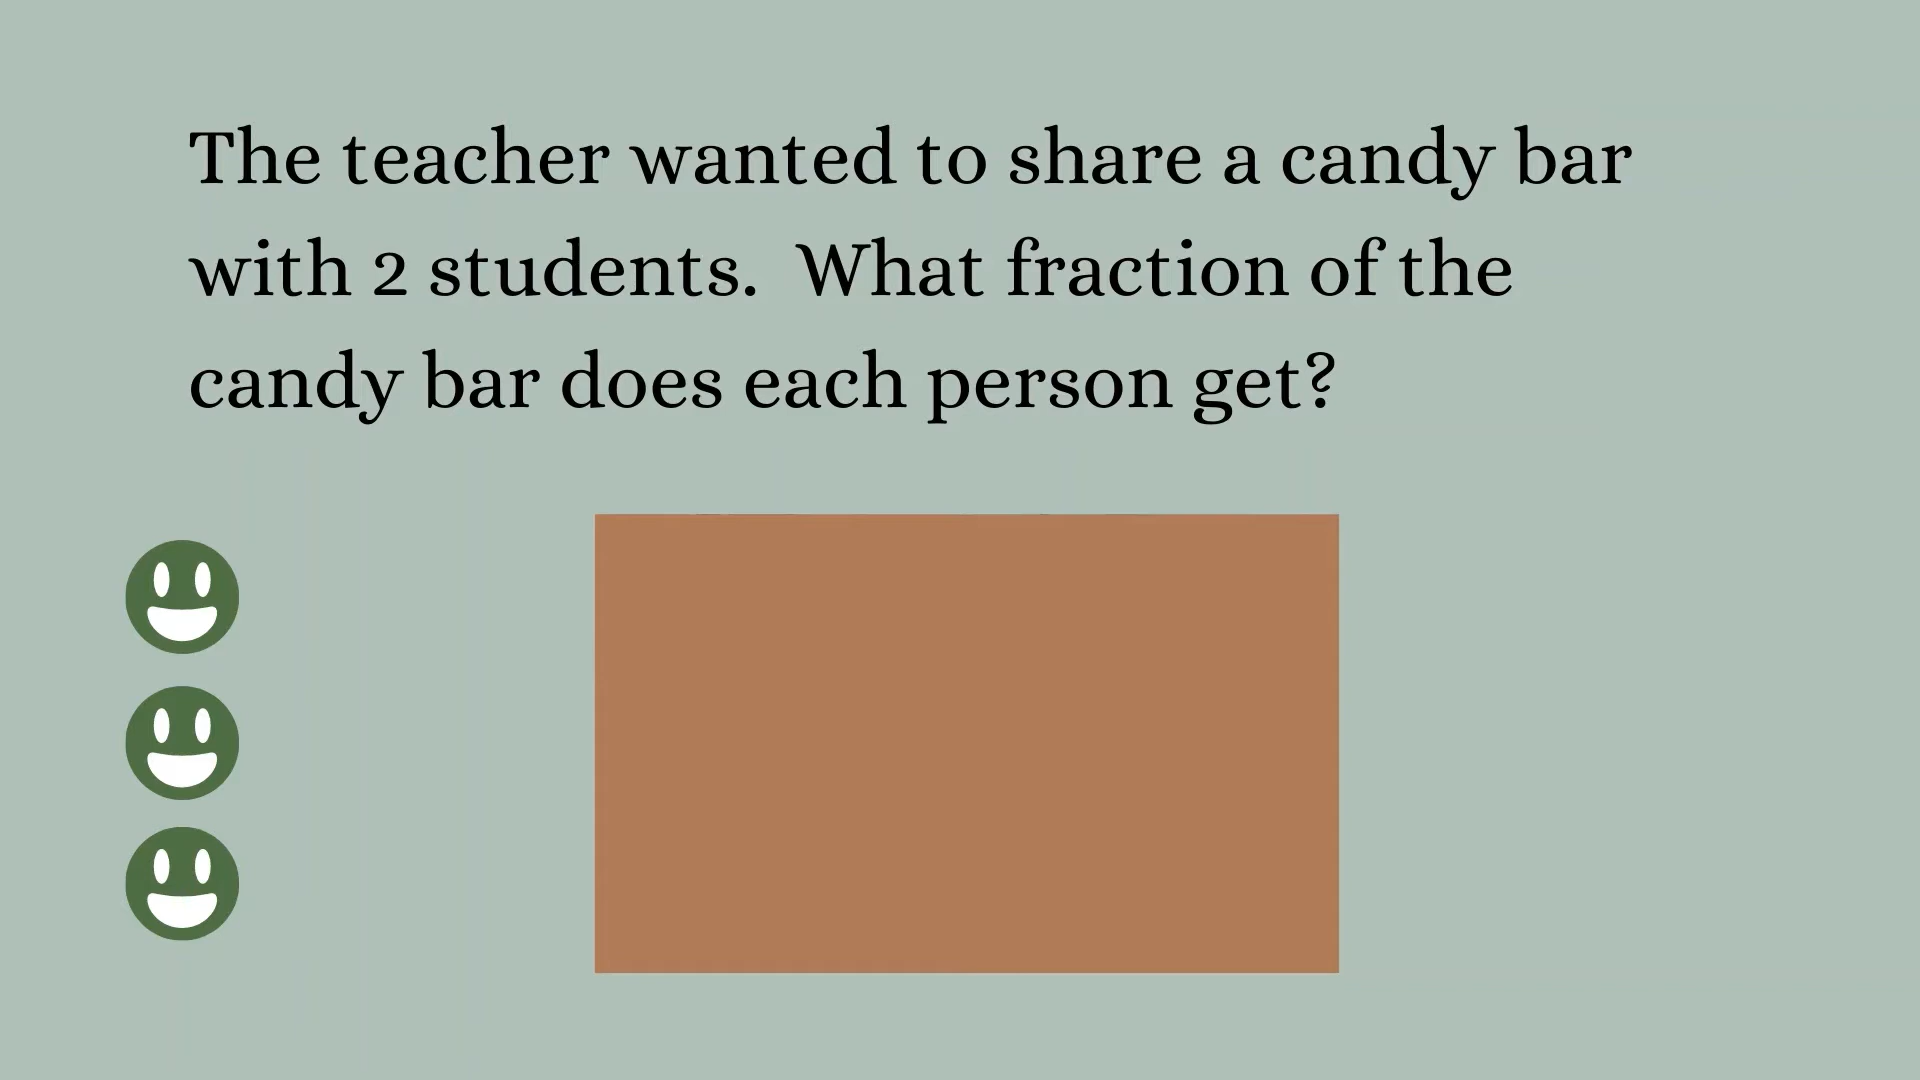 The teacher wanted to share a candy bar
with 2 students.  What fraction of the
candy bar does each person get?